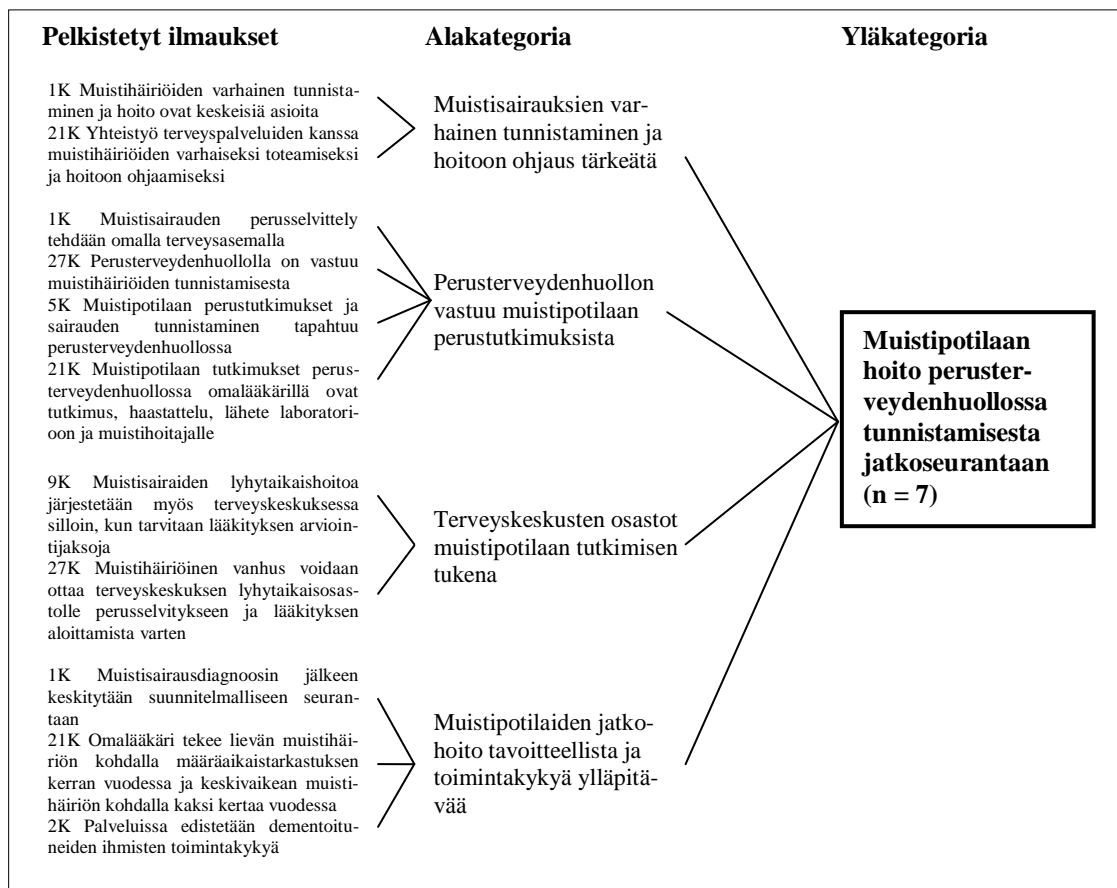 Pelkistetyt ilmaukset
Alakategoria
Yläkategoria
1K Muistihäiriöiden varhainen tunnista-
minen ja hoito ovat keskeisiä asioita
21K Yhteistyö terveyspalveluiden kanssa
muistihäiriöiden varhaiseksi toteamiseksi
ja hoitoon ohjaamiseksi
Muistisairauksien var-
hainen tunnistaminen ja
hoitoon ohjaus tärkeätä
1K Muistisairauden perusselvittely
tehdään omalla terveysasemalla
27K Perusterveydenhuollolla on vastuu
muistihäiriöiden tunnistamisesta
5K Muistipotilaan perustutkimukset ja
sairauden tunnistaminen tapahtuu
perusterveydenhuollossa
21K Muistipotilaan tutkimukset perus-
terveydenhuollossa omalääkärillä ovat
tutkimus, haastattelu, lähete laboratori-
oon ja muistihoitajalle
Perusterveydenhuollon
vastuu muistipotilaan
perustutkimuksista
9K Muistisairaiden lyhytaikaishoitoa
järjestetään myös terveyskeskuksessa
silloin, kun tarvitaan lääkityksen arvioin-
tijaksoja
27K Muistihäiriöinen vanhus voidaan
ottaa terveyskeskuksen lyhytaikaisosas-
tolle perusselvitykseen ja lääkityksen
aloittamista varten
Terveyskeskusten osastot
muistipotilaan tutkimisen
tukena
1K Muistisairausdiagnoosin jälkeen
keskitytään suunnitelmalliseen seuran-
taan
21K Omalääkäri tekee lievän muistihäi-
riön kohdalla määräaikaistarkastuksen
kerran vuodessa ja keskivaikean muisti-
häiriön kohdalla kaksi kertaa vuodessa
2K Palveluissa edistetään dementoitu-
neiden ihmisten toimintakykyä
Muistipotilaiden jatko-
hoito tavoitteellista ja
toimintakykyä ylläpitä-
vää
Muistipotilaan
hoito peruster-
veydenhuollossa
tunnistamisesta
jatkoseurantaan
(n = 7)